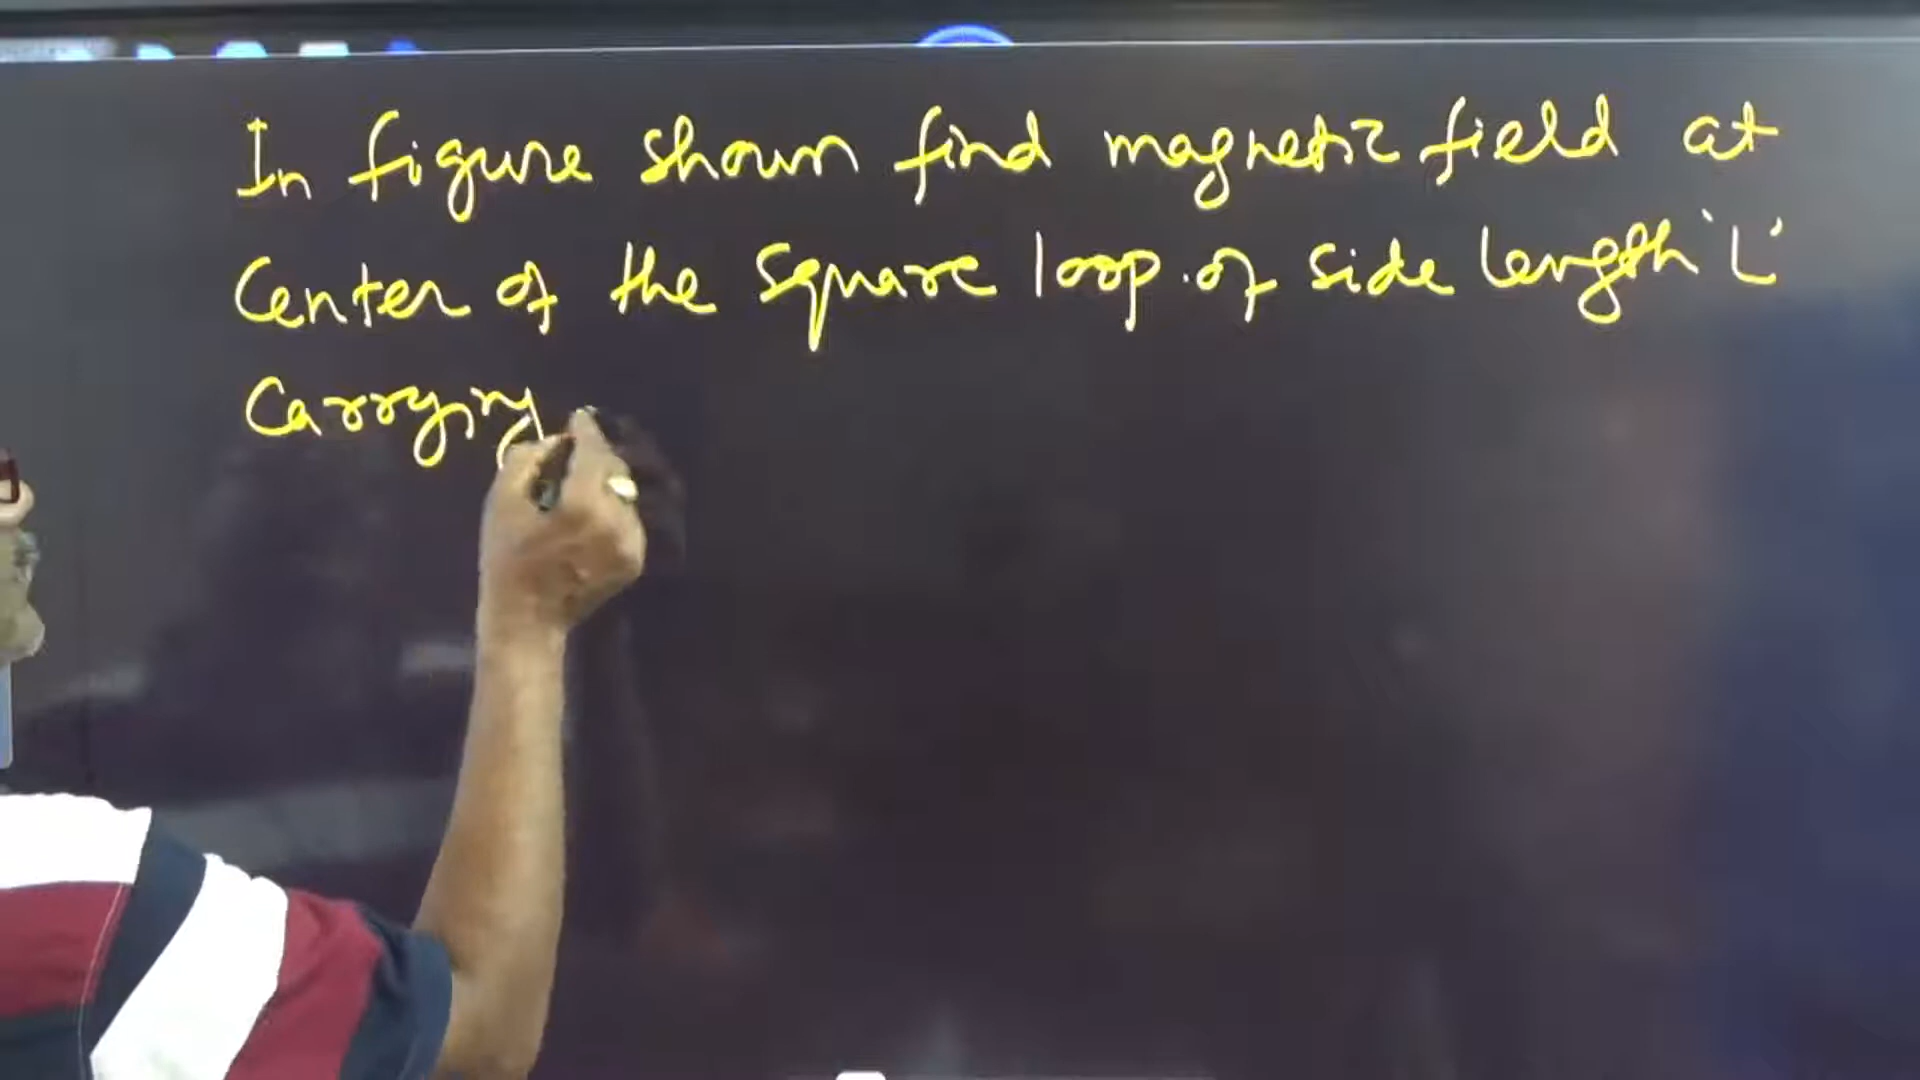 In figure shown find magnetic field at
Center of the square loop of side length 'L'
Carrying